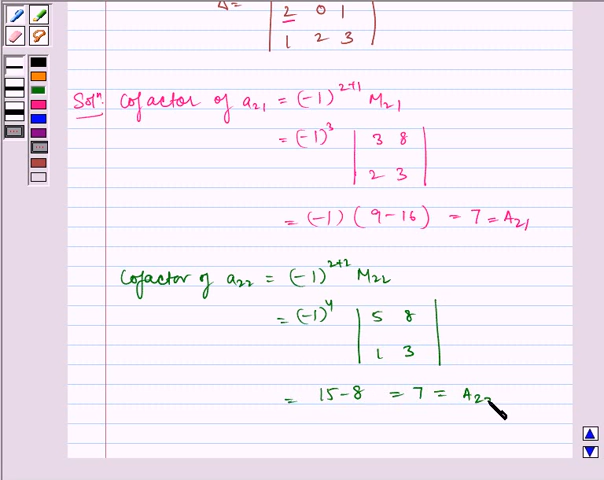 Δ=
2 0 1
1 2 3
Solⁿ. Cofactor of a₂₁ = (-1)²⁺¹ M₂₁
= (-1)³ | 3 8 |
| 2 3 |
= (-1) ( 9-16) = 7 = A₂₁
Cofactor of a₂₂ = (-1)²⁺² M₂₂
= (-1)⁴ | 5 8 |
| 1 3 |
= 15-8 = 7 = A₂₂